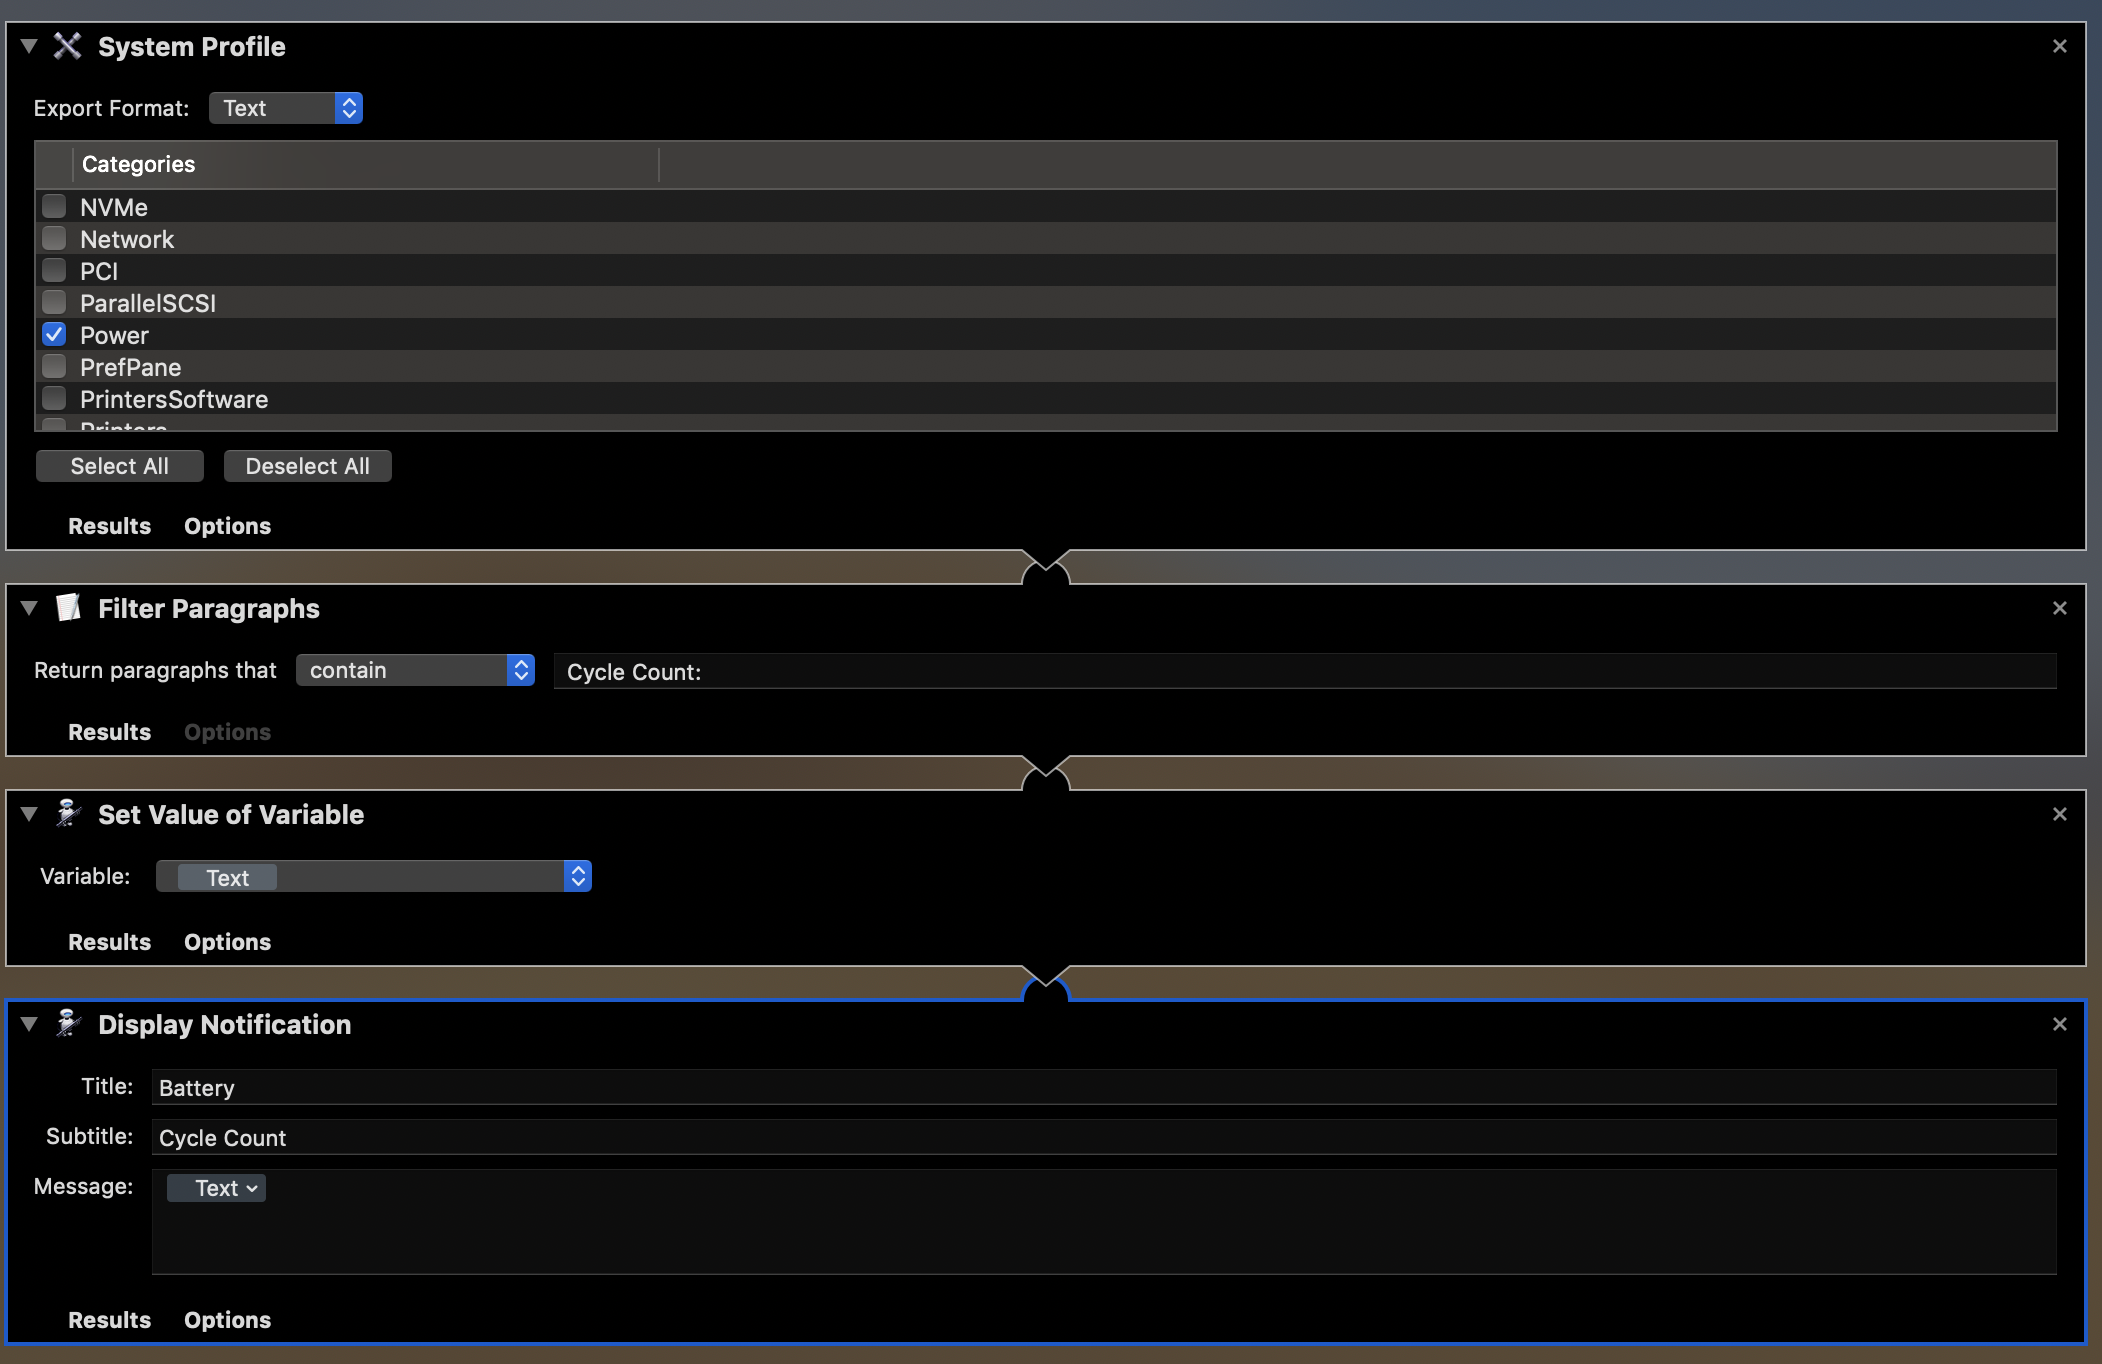 System Profile
Export Format: Text
Categories
NVMe
Network
PCI
ParallelSCSI
Power
PrefPane
PrintersSoftware
Printers
Select All Deselect All
Results Options
Filter Paragraphs
Return paragraphs that contain Cycle Count:
Results Options
Set Value of Variable
Variable: Text
Results Options
Display Notification
Title: Battery
Subtitle: Cycle Count
Message: Text
Results Options